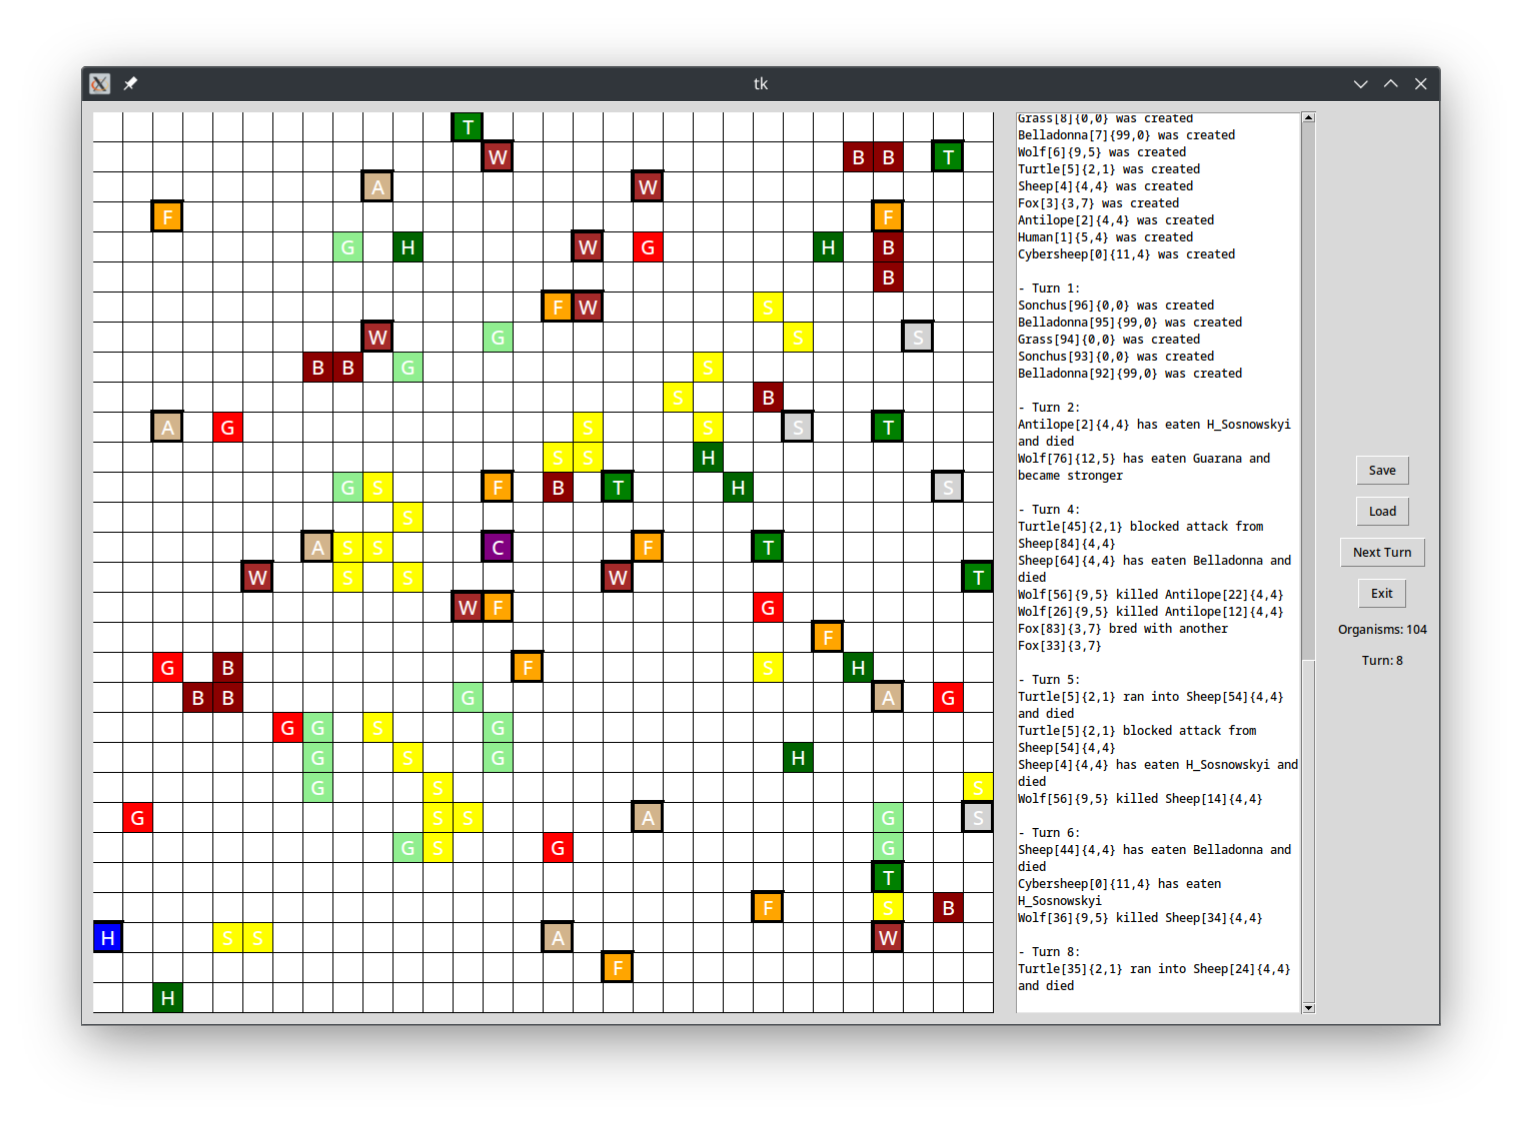 tk
T
W B B T
A W
F F
G H W G H B
B
F W S
W G S S
B B G S
S B
A G S S S T
S S H
G S F B T H S
S
A S S C F T
W S S W T
W F G
F
G B F S H
B B G A G
G G S G
G S G H
G S S
G S S A G S
G S G G
T
F S B
H S S A W
F
H
Grass[8]{0,0} was created
Belladonna[7]{99,0} was created
Wolf[6]{9,5} was created
Turtle[5]{2,1} was created
Sheep[4]{4,4} was created
Fox[3]{3,7} was created
Antilope[2]{4,4} was created
Human[1]{5,4} was created
Cybersheep[0]{11,4} was created
- Turn 1:
Sonchus[96]{0,0} was created
Belladonna[95]{99,0} was created
Grass[94]{0,0} was created
Sonchus[93]{0,0} was created
Belladonna[92]{99,0} was created
- Turn 2:
Antilope[2]{4,4} has eaten H_Sosnowskyi
and died
Wolf[76]{12,5} has eaten Guarana and
became stronger
- Turn 4:
Turtle[45]{2,1} blocked attack from
Sheep[84]{4,4}
Sheep[64]{4,4} has eaten Belladonna and
died
Wolf[56]{9,5} killed Antilope[22]{4,4}
Wolf[26]{9,5} killed Antilope[12]{4,4}
Fox[83]{3,7} bred with another
Fox[33]{3,7}
- Turn 5:
Turtle[5]{2,1} ran into Sheep[54]{4,4}
and died
Turtle[5]{2,1} blocked attack from
Sheep[54]{4,4}
Sheep[4]{4,4} has eaten H_Sosnowskyi and
died
Wolf[56]{9,5} killed Sheep[14]{4,4}
- Turn 6:
Sheep[44]{4,4} has eaten Belladonna and
died
Cybersheep[0]{11,4} has eaten
H_Sosnowskyi
Wolf[36]{9,5} killed Sheep[34]{4,4}
- Turn 8:
Turtle[35]{2,1} ran into Sheep[24]{4,4}
and died
Save
Load
Next Turn
Exit
Organisms: 104
Turn: 8